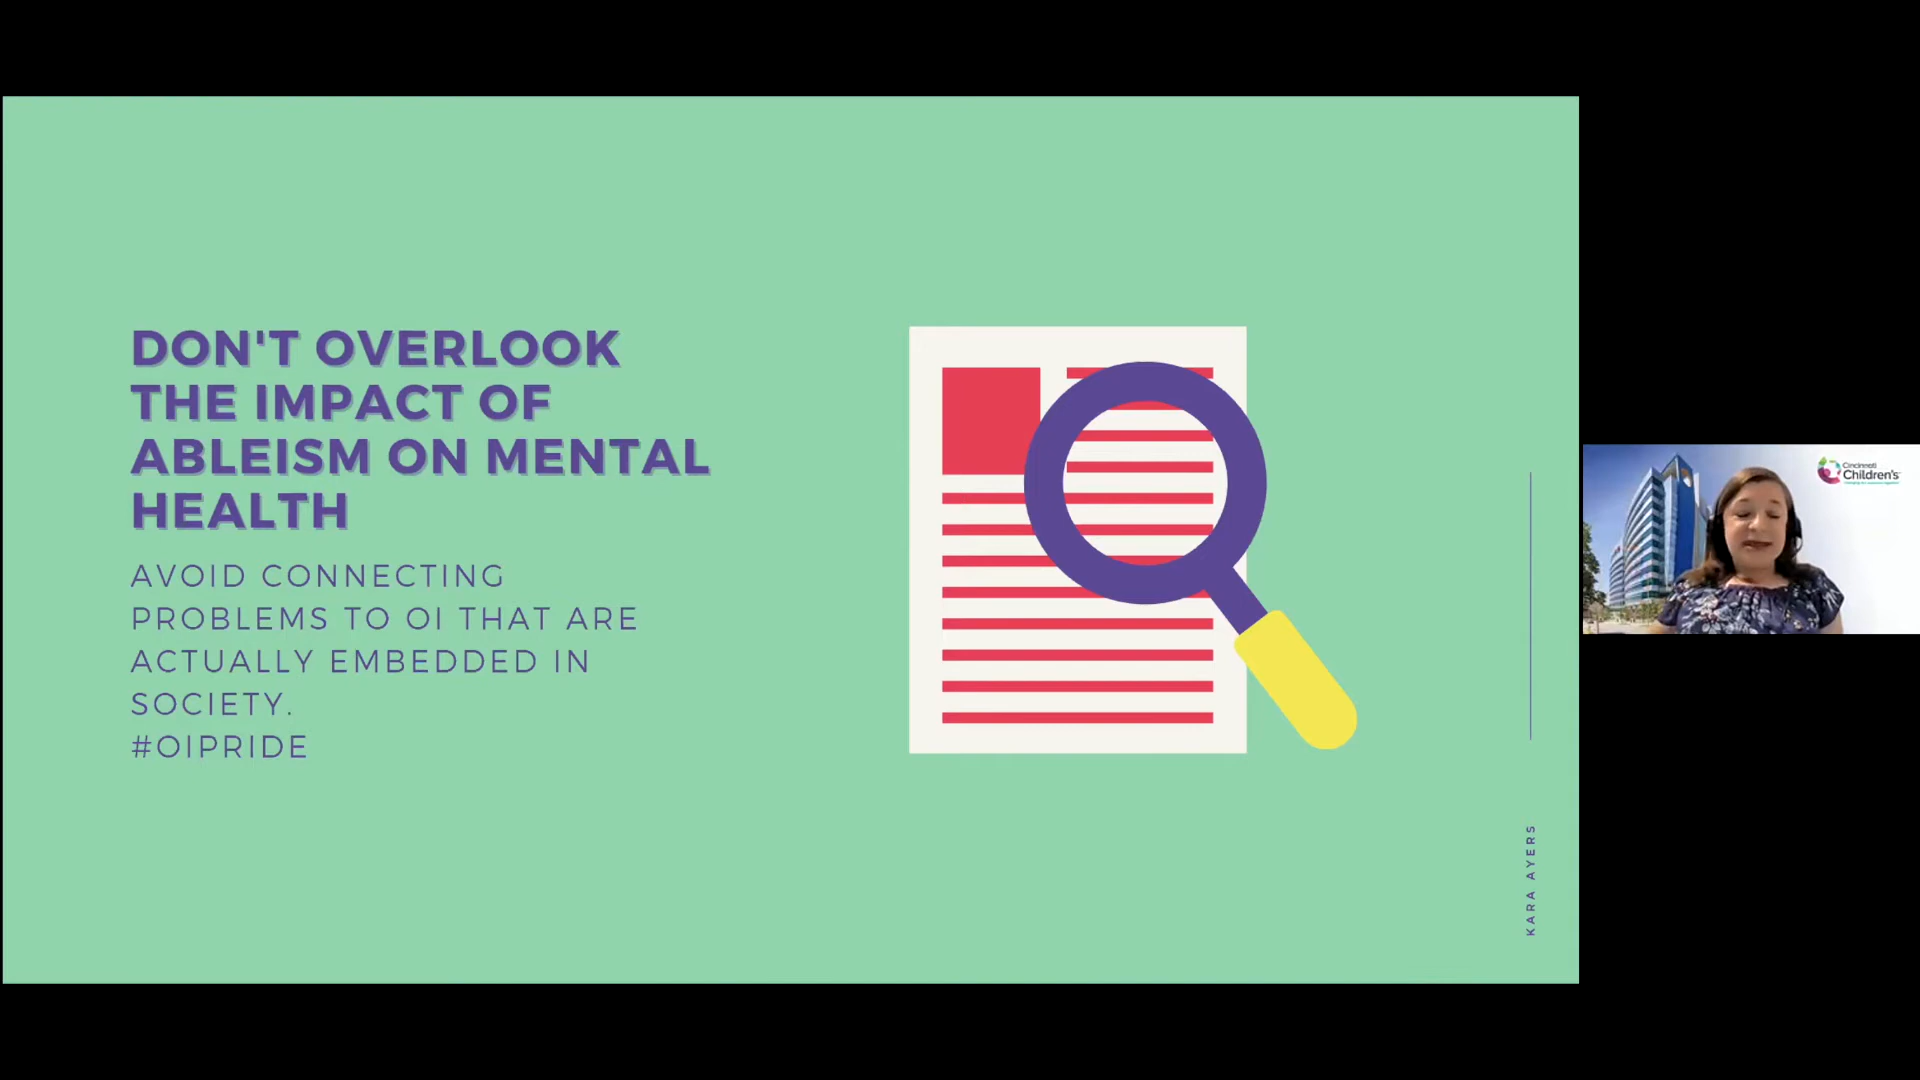 DON'T OVERLOOK
THE IMPACT OF
ABLEISM ON MENTAL
HEALTH
AVOID CONNECTING
PROBLEMS TO OI THAT ARE
ACTUALLY EMBEDDED IN
SOCIETY.
#OIPRIDE
KARA AYERS
Cincinnati
Children's